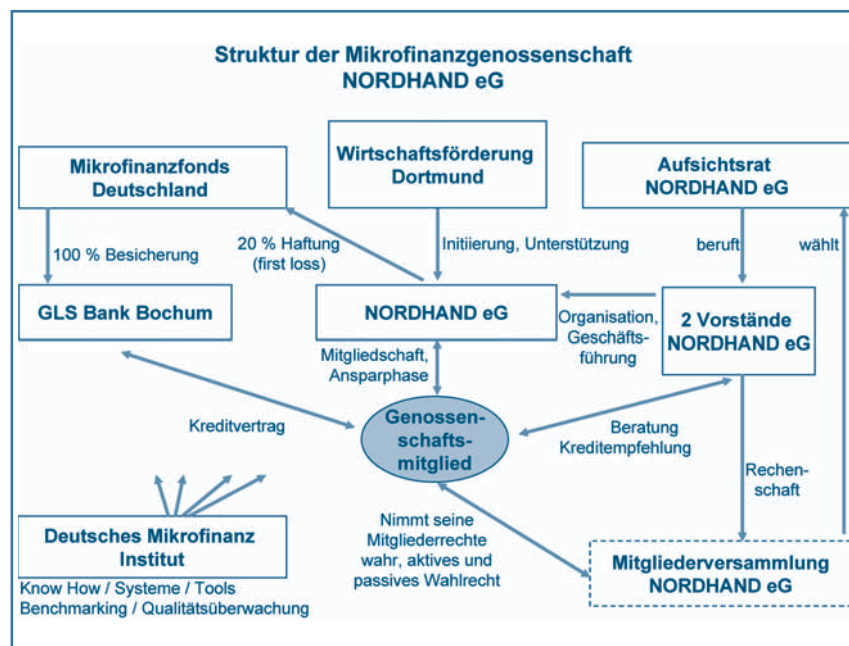 Struktur der Mikrofinanzgenossenschaft
NORDHAND eG
Mikrofinanzfonds
Deutschland
Wirtschaftsförderung
Dortmund
Aufsichtsrat
NORDHAND eG
100 % Besicherung
20 % Haftung
(first loss)
Initiierung, Unterstützung
beruft
wählt
GLS Bank Bochum
NORDHAND eG
Organisation,
Geschäfts-
führung
2 Vorstände
NORDHAND eG
Mitgliedschaft,
Ansparphase
Kreditvertrag
Genossen-
schafts-
mitglied
Beratung
Kreditempfehlung
Rechen-
schaft
Deutsches Mikrofinanz
Institut
Know How / Systeme / Tools
Benchmarking / Qualitätsüberwachung
Nimmt seine
Mitgliederrechte
wahr, aktives und
passives Wahlrecht
Mitgliederversammlung
NORDHAND eG